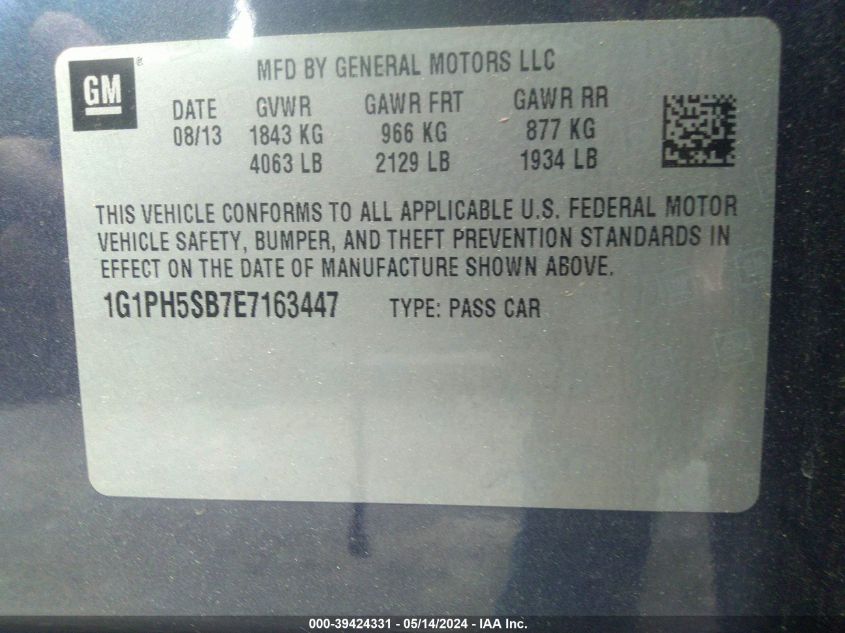 GM®
MFD BY GENERAL MOTORS LLC
DATE GVWR GAWR FRT GAWR RR
08/13 1843 KG 966 KG 877 KG
4063 LB 2129 LB 1934 LB
THIS VEHICLE CONFORMS TO ALL APPLICABLE U.S. FEDERAL MOTOR
VEHICLE SAFETY, BUMPER, AND THEFT PREVENTION STANDARDS IN
EFFECT ON THE DATE OF MANUFACTURE SHOWN ABOVE.
1G1PH5SB7E7163447 TYPE: PASS CAR
000-39424331 - 05/14/2024 - IAA Inc.